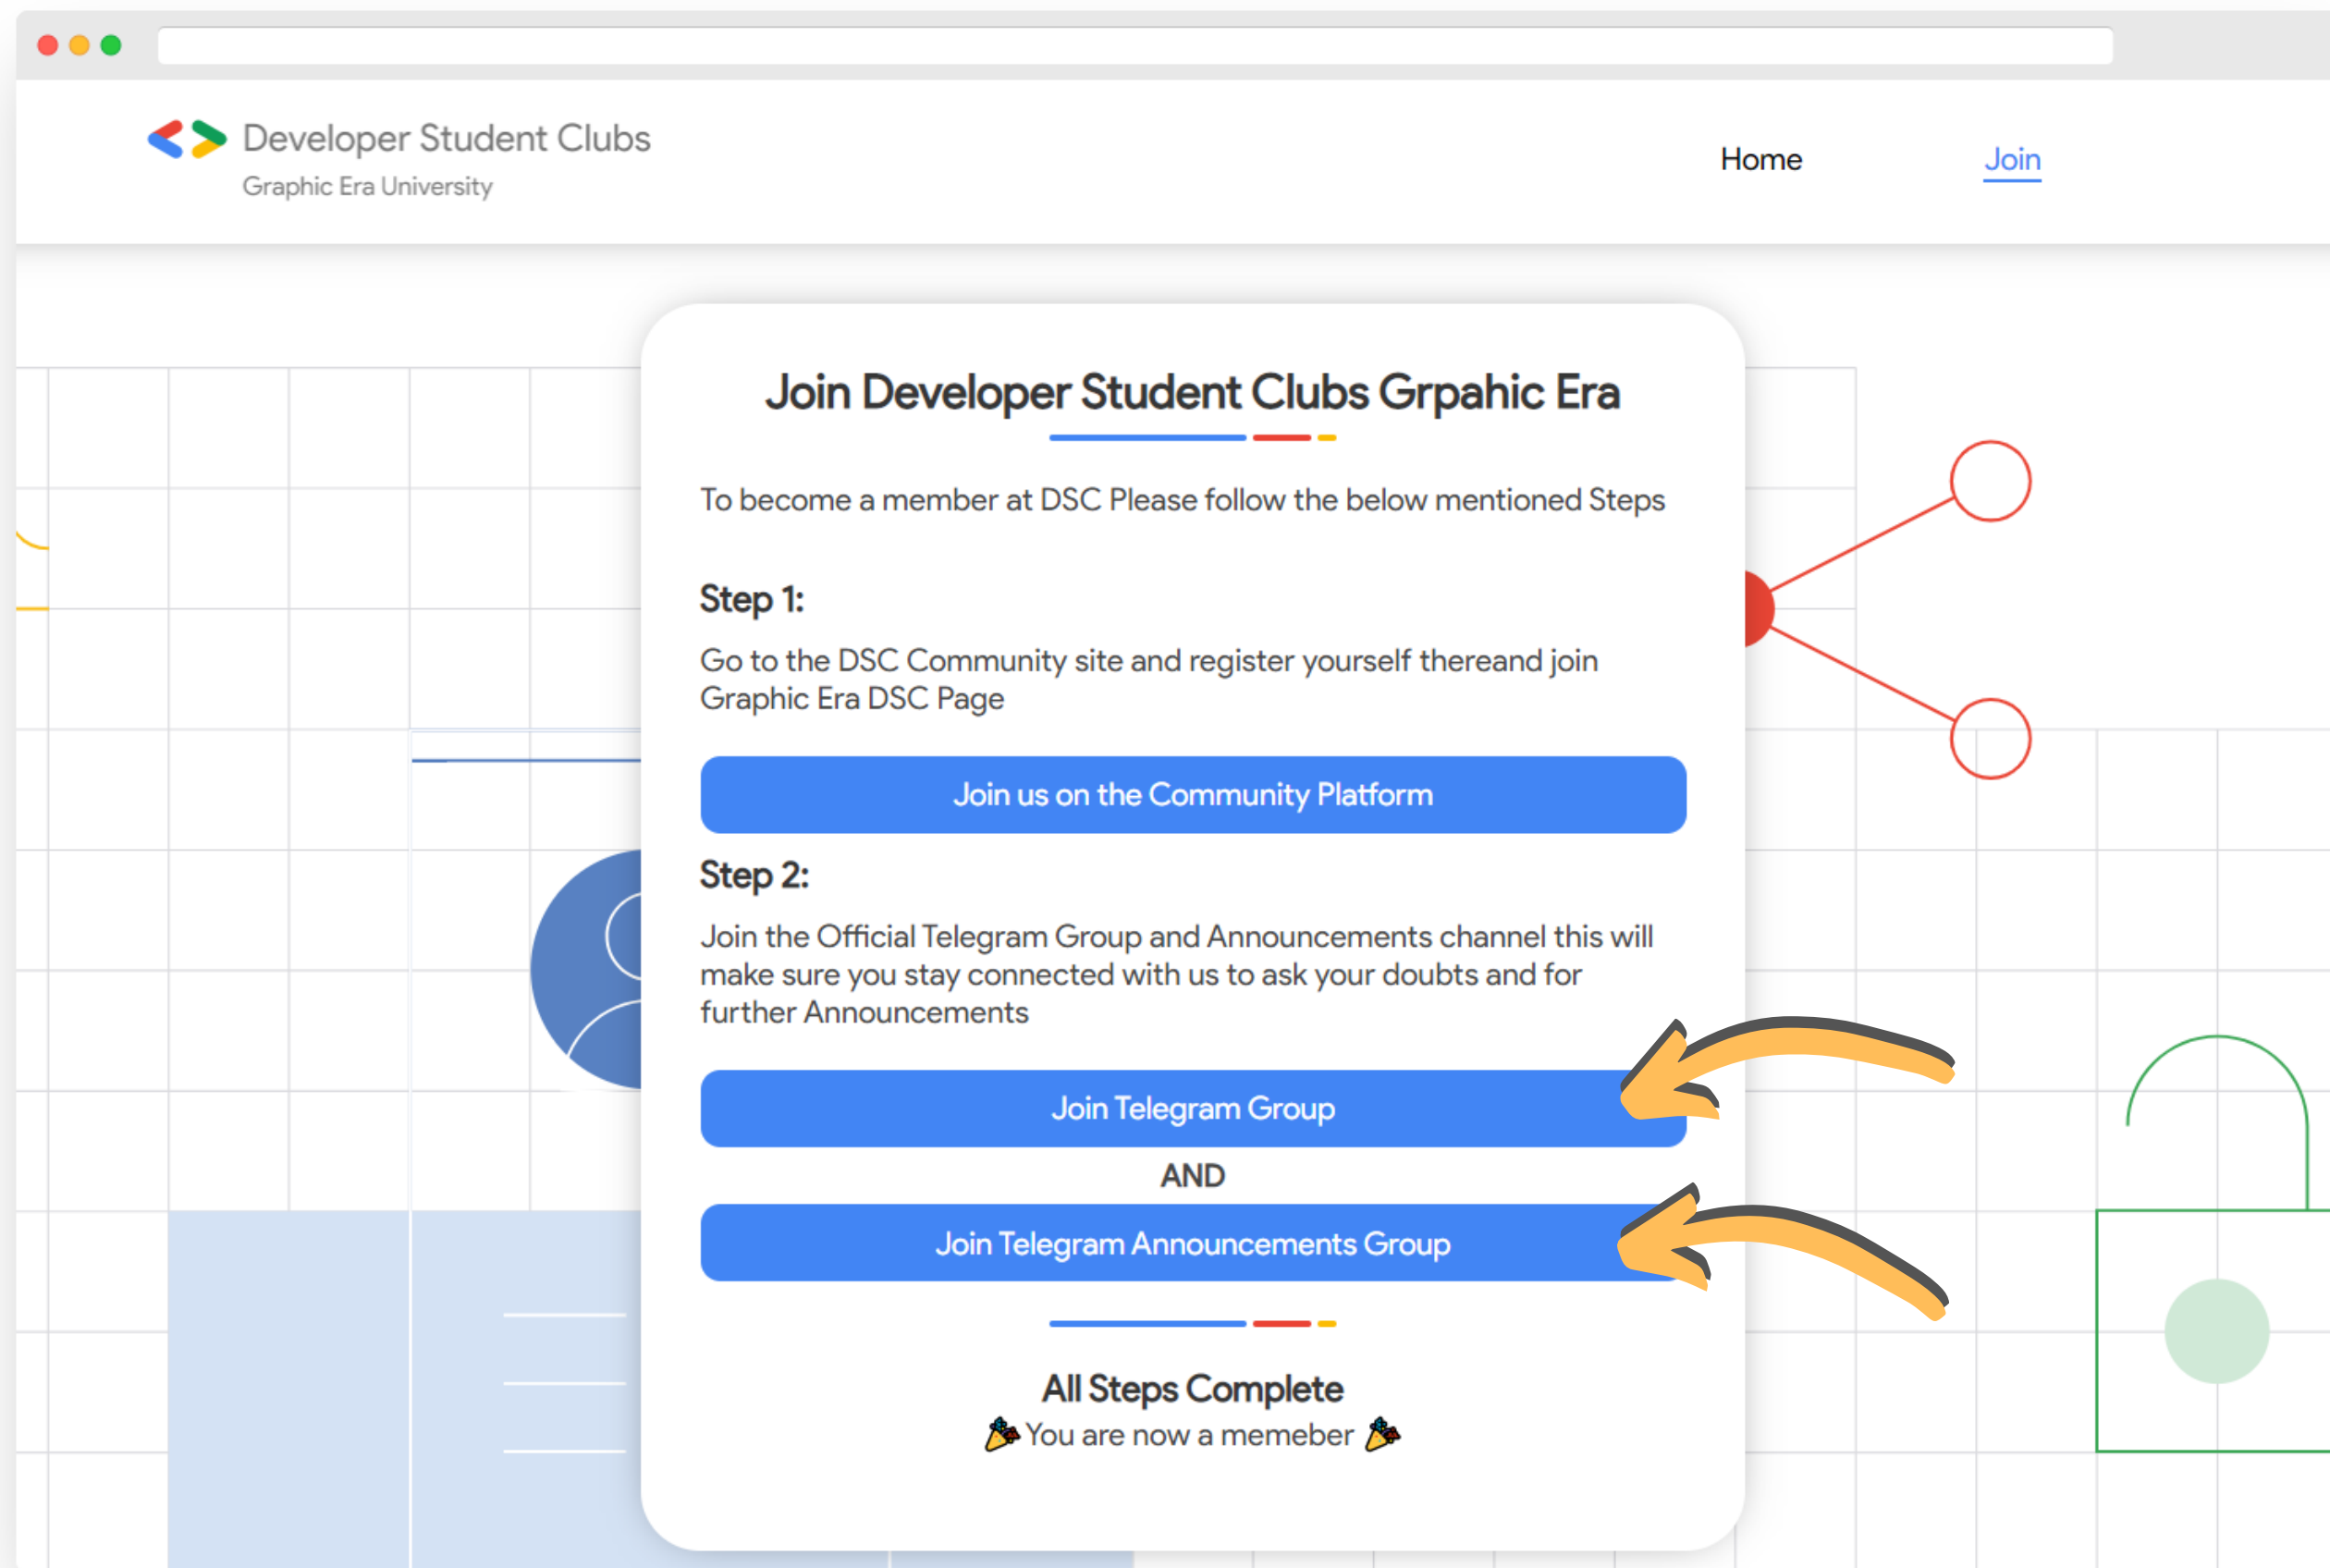 Developer Student Clubs
Graphic Era University
Home
Join
Join Developer Student Clubs Grpahic Era
To become a member at DSC Please follow the below mentioned Steps
Step 1:
Go to the DSC Community site and register yourself thereand join
Graphic Era DSC Page
Join us on the Community Platform
Step 2:
Join the Official Telegram Group and Announcements channel this will
make sure you stay connected with us to ask your doubts and for
further Announcements
Join Telegram Group
AND
Join Telegram Announcements Group
All Steps Complete
🎉You are now a memeber 🎉